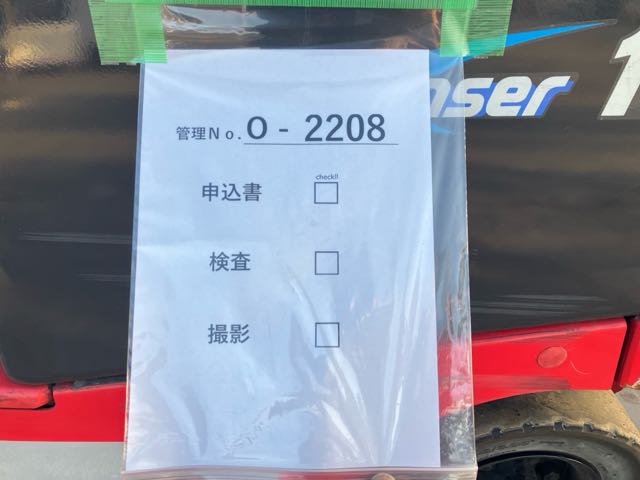 管理No. O - 2208
check!!
申込書
検査
撮影
nser 1